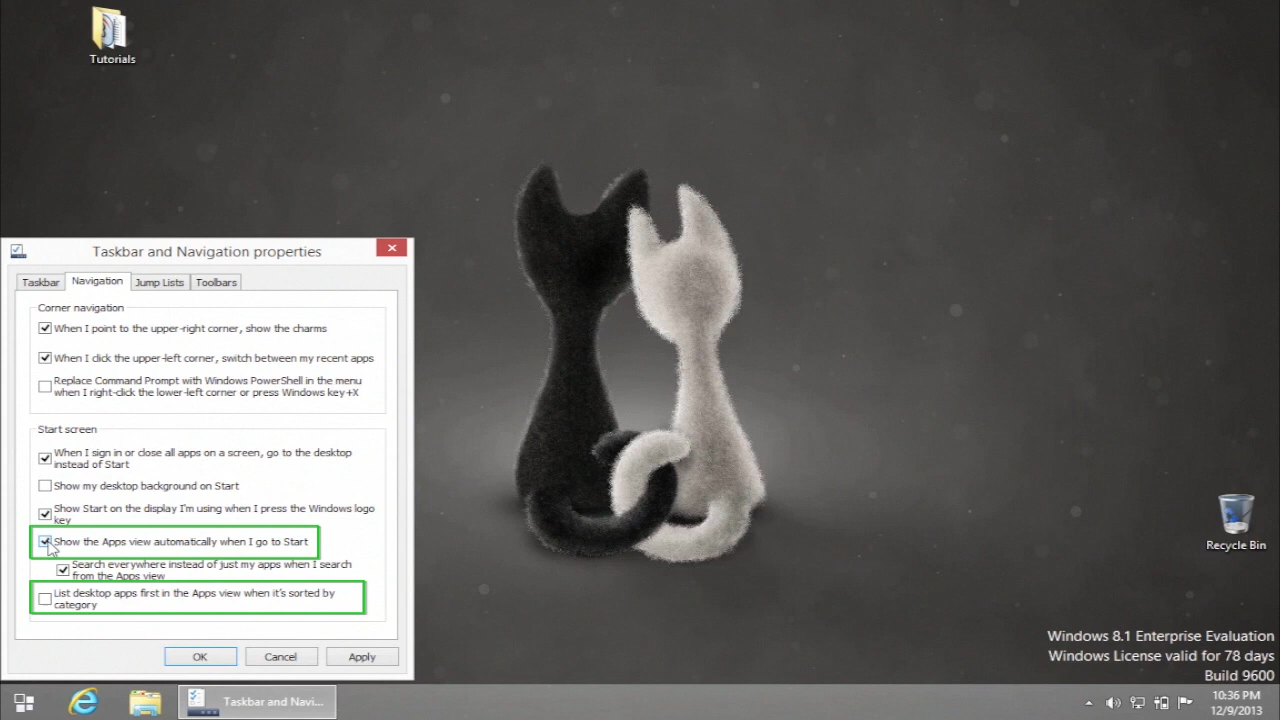 Tutorials
Taskbar and Navigation properties
Taskbar
Navigation
Jump Lists
Toolbars
Corner navigation
When I point to the upper-right corner, show the charms
When I click the upper-left corner, switch between my recent apps
Replace Command Prompt with Windows PowerShell in the menu
when I right-click the lower-left corner or press Windows key+X
Start screen
When I sign in or close all apps on a screen, go to the desktop
instead of Start
Show my desktop background on Start
Show Start on the display I'm using when I press the Windows logo
key
Show the Apps view automatically when I go to Start
Search everywhere instead of just my apps when I search
from the Apps view
List desktop apps first in the Apps view when it's sorted by
category
OK
Cancel
Apply
Recycle Bin
Windows 8.1 Enterprise Evaluation
Windows License valid for 78 days
Build 9600
Taskbar and Navi...
10:36 PM
12/9/2013